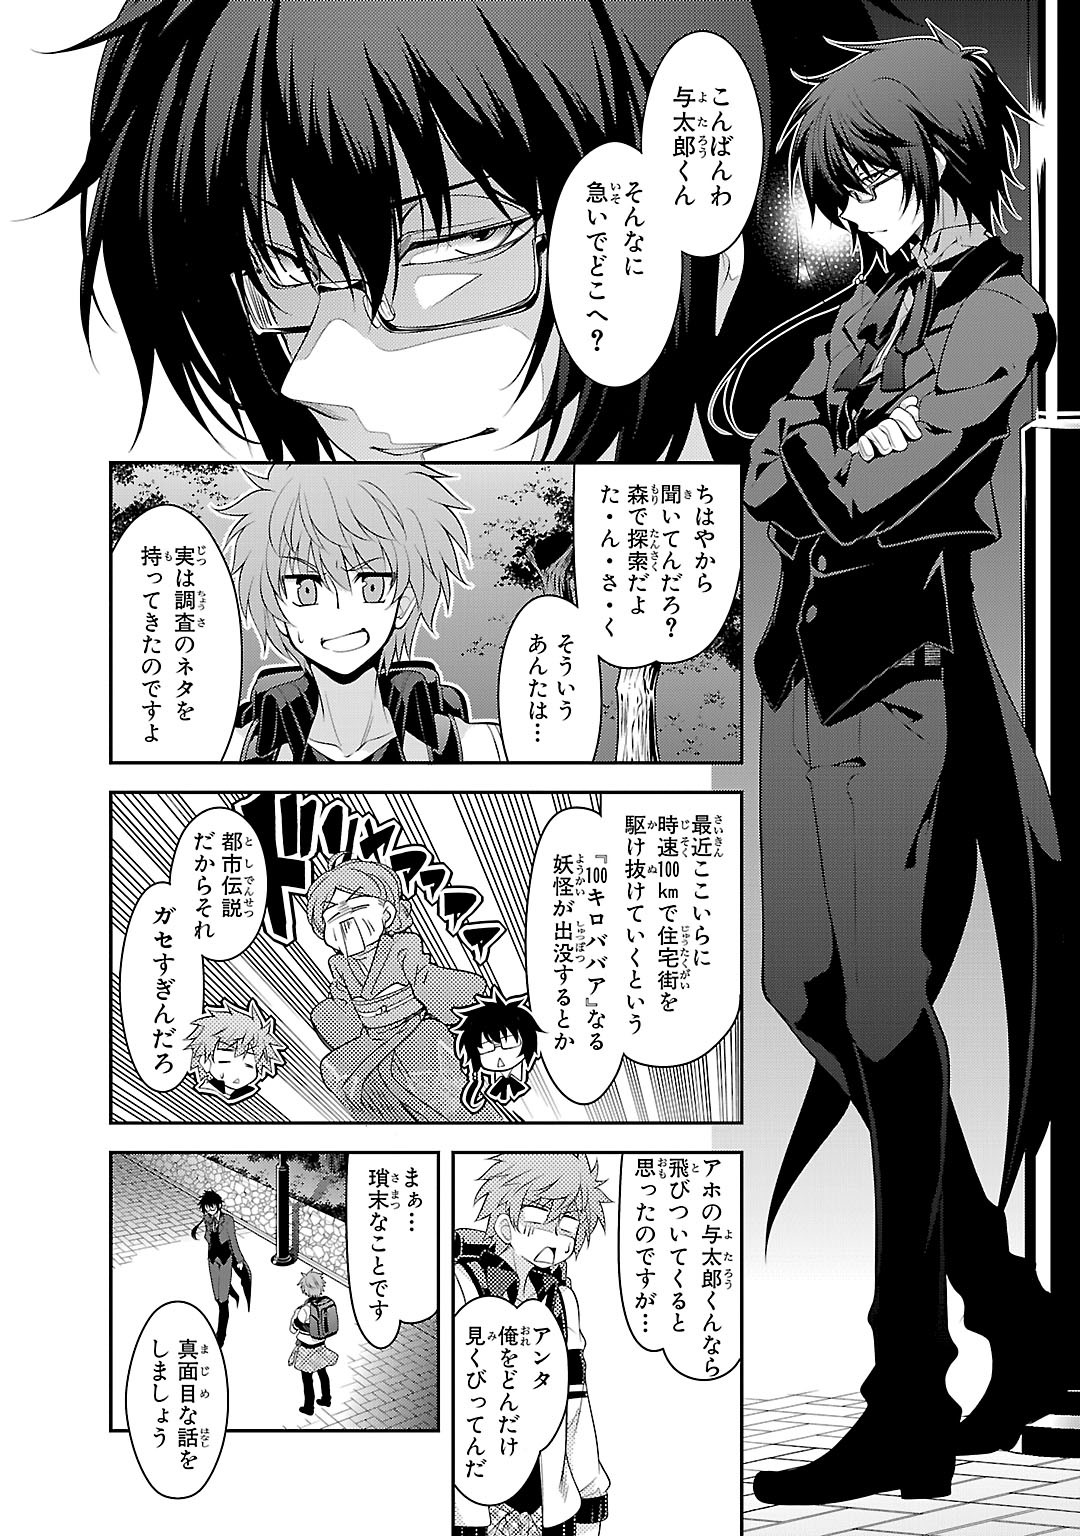 こんばんわ
与太郎くん
そんなに
急いでどこへ?
ちはやから
聞いてんだろ?
森で探索だよ
た・ん・さ・く
そういう
あんたは…
実は調査のネタを
持ってきたのですよ
最近ここいらに
時速100kmで住宅街を
駆け抜けていくという
『100キロババア』なる
妖怪が出没するとか
ドドドドド
都市伝説
だからそれ
ガセすぎんだろ
アホの与太郎くんなら
飛びついてくると
思ったのですが…
アンタ
俺をどんだけ
見くびってんだ
まぁ…
瑣末なことです
真面目な話を
しましょう